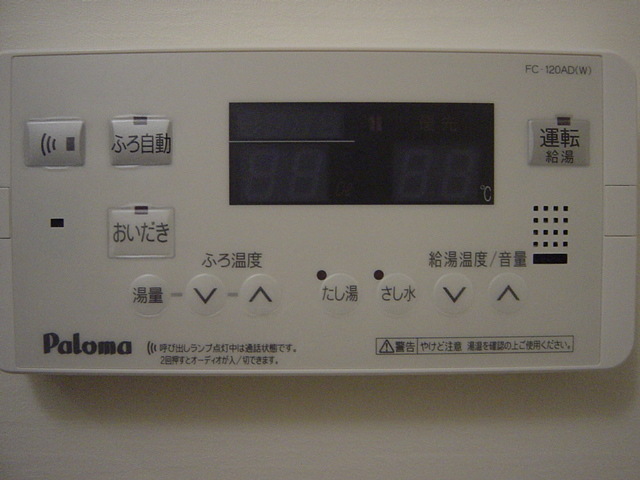 FC-120AD(W)
ふろ自動
運転
給湯
℃
おいだき
ふろ温度
給湯温度/音量
湯量
たし湯
さし水
Paloma
呼び出しランプ点灯中は通話状態です。
2回押すとオーディオが入/切できます。
警告 やけど注意 湯温を確認の上ご使用ください。